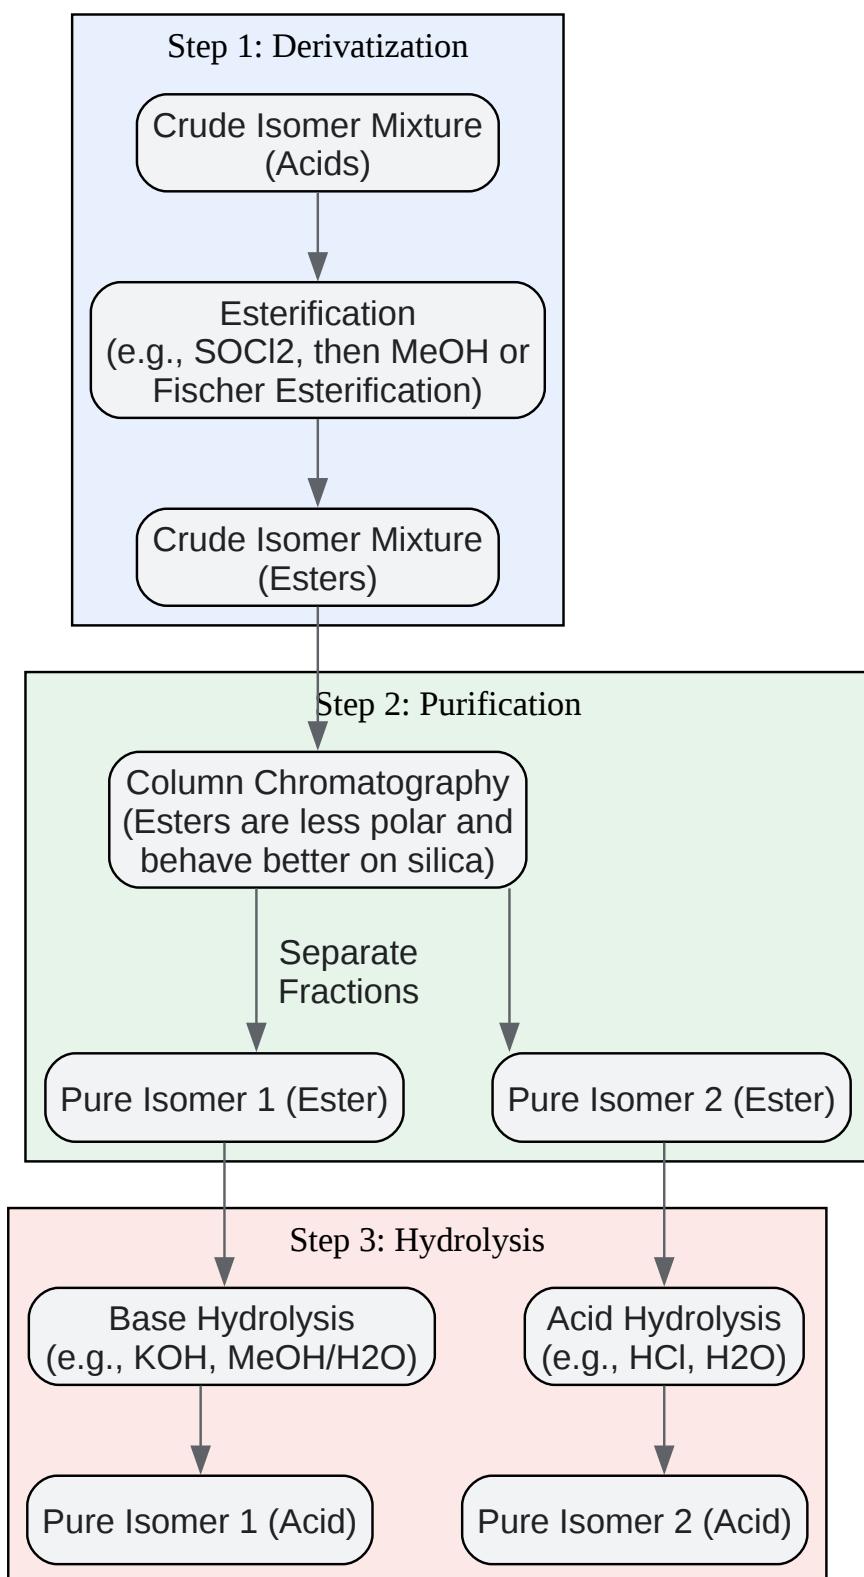 Step 1: Derivatization
Crude Isomer Mixture
(Acids)
Esterification
(e.g., SOCl2, then MeOH or
Fischer Esterification)
Crude Isomer Mixture
(Esters)
Step 2: Purification
Column Chromatography
(Esters are less polar and
behave better on silica)
Separate
Fractions
Pure Isomer 1 (Ester)
Pure Isomer 2 (Ester)
Step 3: Hydrolysis
Base Hydrolysis
(e.g., KOH, MeOH/H2O)
Acid Hydrolysis
(e.g., HCl, H2O)
Pure Isomer 1 (Acid)
Pure Isomer 2 (Acid)